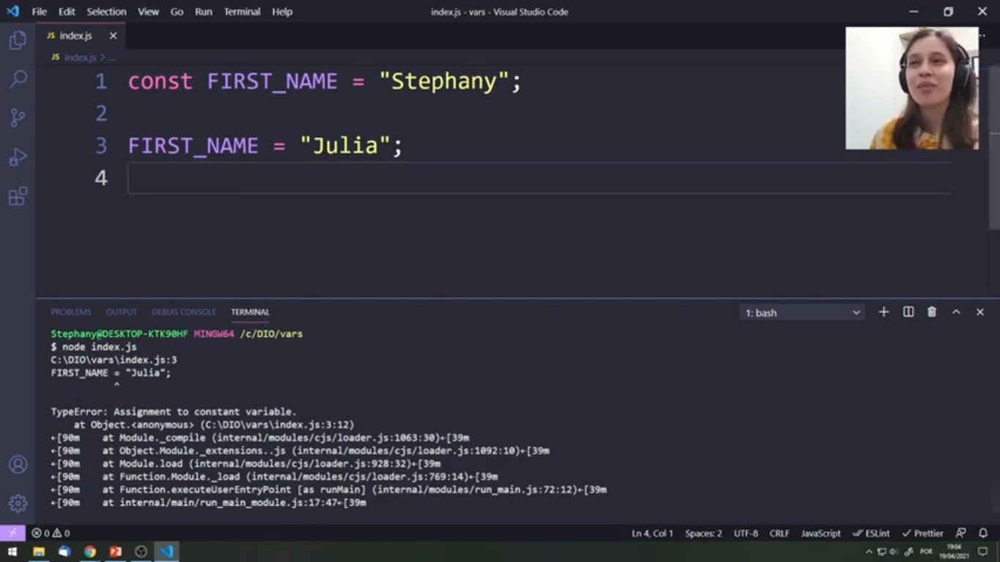 File Edit Selection View Go Run Terminal Help index.js - vars - Visual Studio Code
JS index.js
JS index.js > ...
1 const FIRST_NAME = "Stephany";
2
3 FIRST_NAME = "Julia";
4
PROBLEMS OUTPUT DEBUG CONSOLE TERMINAL 1: bash
Stephany@DESKTOP-KTK90HF MINGW64 /c/DIO/vars
$ node index.js
C:\DIO\vars\index.js:3
FIRST_NAME = "Julia";
^
TypeError: Assignment to constant variable.
at Object.<anonymous> (C:\DIO\vars\index.js:3:12)
←[90m at Module._compile (internal/modules/cjs/loader.js:1063:30)←[39m
←[90m at Object.Module._extensions..js (internal/modules/cjs/loader.js:1092:10)←[39m
←[90m at Module.load (internal/modules/cjs/loader.js:928:32)←[39m
←[90m at Function.Module._load (internal/modules/cjs/loader.js:769:14)←[39m
←[90m at Function.executeUserEntryPoint [as runMain] (internal/modules/run_main.js:72:12)←[39m
←[90m at internal/main/run_main_module.js:17:47←[39m
0 0 Ln 4, Col 1 Spaces: 2 UTF-8 CRLF JavaScript ESLint Prettier
POR 19:04
19/04/2021